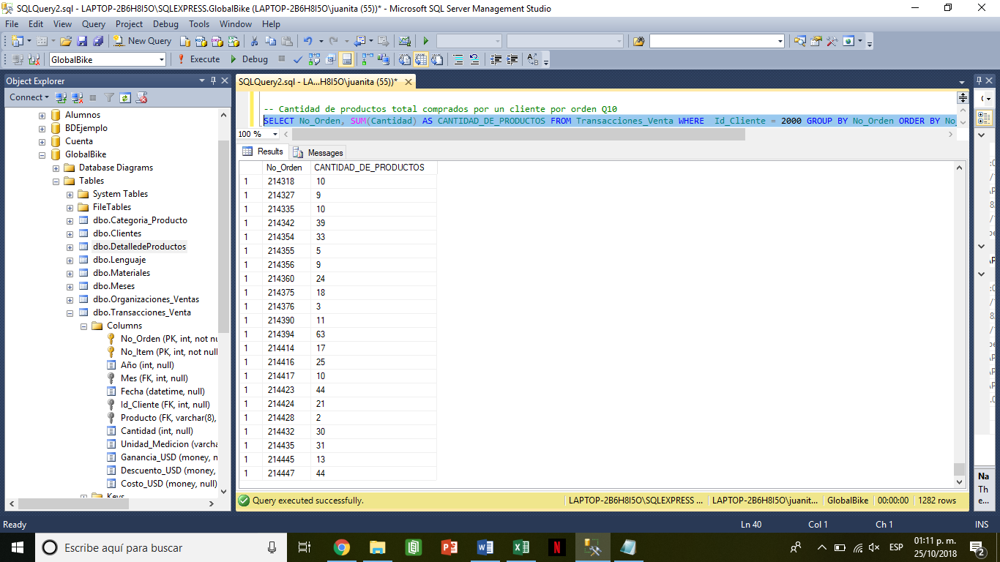 SQLQuery2.sql - LAPTOP-2B6H8I5O\SQLEXPRESS.GlobalBike (LAPTOP-2B6H8I5O\juanita (55))* - Microsoft SQL Server Management Studio
File Edit View Query Project Debug Tools Window Help
New Query
GlobalBike Execute Debug
Object Explorer
Connect
Alumnos
BDEjemplo
Cuenta
GlobalBike
Database Diagrams
Tables
System Tables
FileTables
dbo.Categoria_Producto
dbo.Clientes
dbo.DetalledeProductos
dbo.Lenguaje
dbo.Materiales
dbo.Meses
dbo.Organizaciones_Ventas
dbo.Transacciones_Venta
Columns
No_Orden (PK, int, not nu
No_Item (PK, int, not null
Año (int, null)
Mes (FK, int, null)
Fecha (datetime, null)
Id_Cliente (FK, int, null)
Producto (FK, varchar(8),
Cantidad (int, null)
Unidad_Medicion (varcha
Ganancia_USD (money, n
Descuento_USD (money,
Costo_USD (money, null)
Keys
SQLQuery2.sql - LA...H8I5O\juanita (55))*
-- Cantidad de productos total comprados por un cliente por orden Q10
SELECT No_Orden, SUM(Cantidad) AS CANTIDAD_DE_PRODUCTOS FROM Transacciones_Venta WHERE Id_Cliente = 2000 GROUP BY No_Orden ORDER BY No_
100 %
Results Messages
No_Orden CANTIDAD_DE_PRODUCTOS
1 214318 10
1 214327 9
1 214335 10
1 214342 39
1 214354 33
1 214355 5
1 214356 9
1 214360 24
1 214375 18
1 214376 3
1 214390 11
1 214394 63
1 214414 17
1 214416 25
1 214417 10
1 214423 44
1 214424 21
1 214428 2
1 214432 30
1 214435 31
1 214445 13
1 214447 44
Query executed successfully. LAPTOP-2B6H8I5O\SQLEXPRESS ... LAPTOP-2B6H8I5O\juanit... GlobalBike 00:00:00 1282 rows
Na
Th
e...
Ready Ln 40 Col 1 Ch 1 INS
Escribe aquí para buscar
ESP
01:11 p. m.
25/10/2018
2